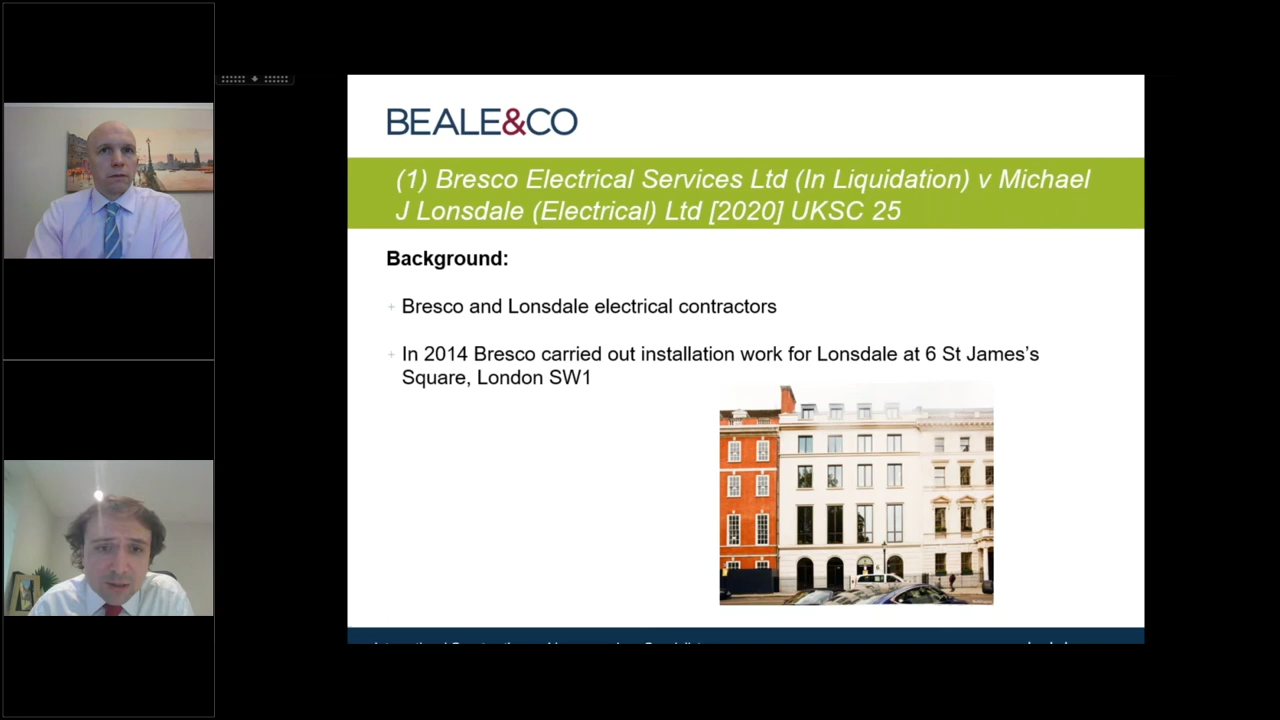 BEALE&CO
(1) Bresco Electrical Services Ltd (In Liquidation) v Michael
J Lonsdale (Electrical) Ltd [2020] UKSC 25
Background:
+ Bresco and Lonsdale electrical contractors
+ In 2014 Bresco carried out installation work for Lonsdale at 6 St James’s
Square, London SW1